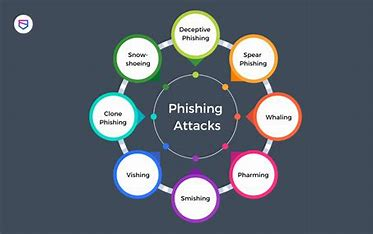 Deceptive
Phishing
Spear
Phishing
Whaling
Pharming
Smishing
Vishing
Clone
Phishing
Snow-
shoeing
Phishing
Attacks